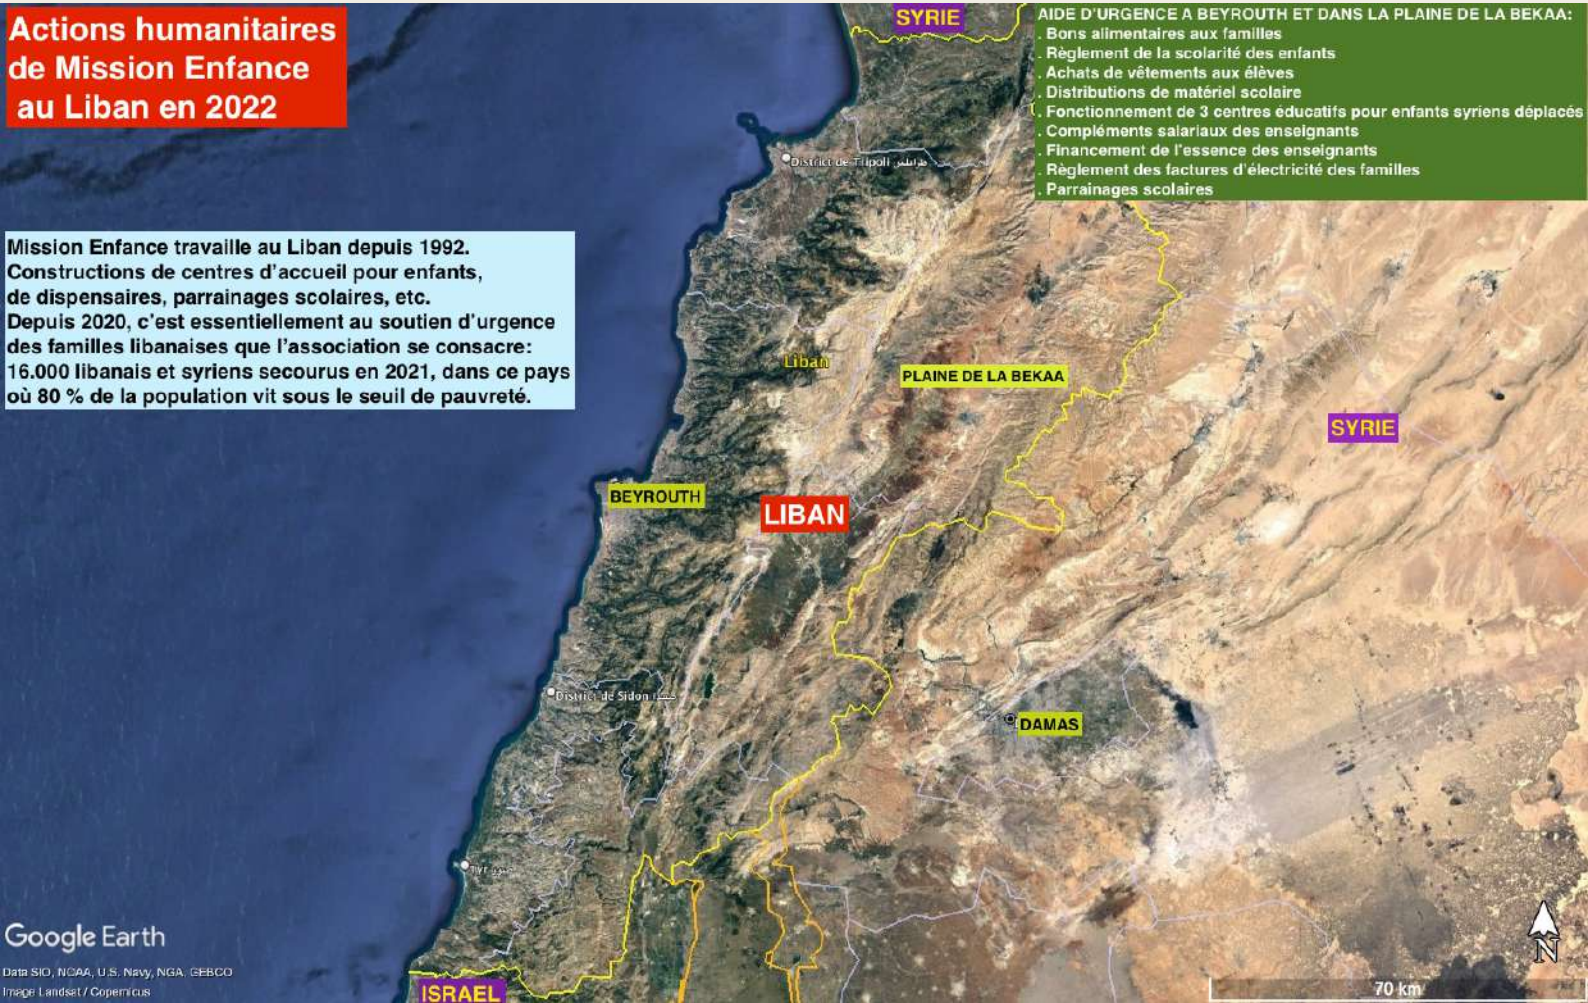 Actions humanitaires
de Mission Enfance
au Liban en 2022
SYRIE
AIDE D'URGENCE A BEYROUTH ET DANS LA PLAINE DE LA BEKAA:
. Bons alimentaires aux familles
. Règlement de la scolarité des enfants
. Achats de vêtements aux élèves
. Distributions de matériel scolaire
. Fonctionnement de 3 centres éducatifs pour enfants syriens déplacés
. Compléments salariaux des enseignants
. Financement de l'essence des enseignants
. Règlement des factures d'électricité des familles
. Parrainages scolaires
District de Tripoli طرابلس
Mission Enfance travaille au Liban depuis 1992.
Constructions de centres d'accueil pour enfants,
de dispensaires, parrainages scolaires, etc.
Depuis 2020, c'est essentiellement au soutien d'urgence
des familles libanaises que l'association se consacre:
16.000 libanais et syriens secourus en 2021, dans ce pays
où 80 % de la population vit sous le seuil de pauvreté.
Liban
PLAINE DE LA BEKAA
SYRIE
BEYROUTH
LIBAN
District de Sidon
DAMAS
Tyr صور
Google Earth
Data SIO, NOAA, U.S. Navy, NGA, GEBCO
Image Landsat / Copernicus
ISRAEL
N
70 km